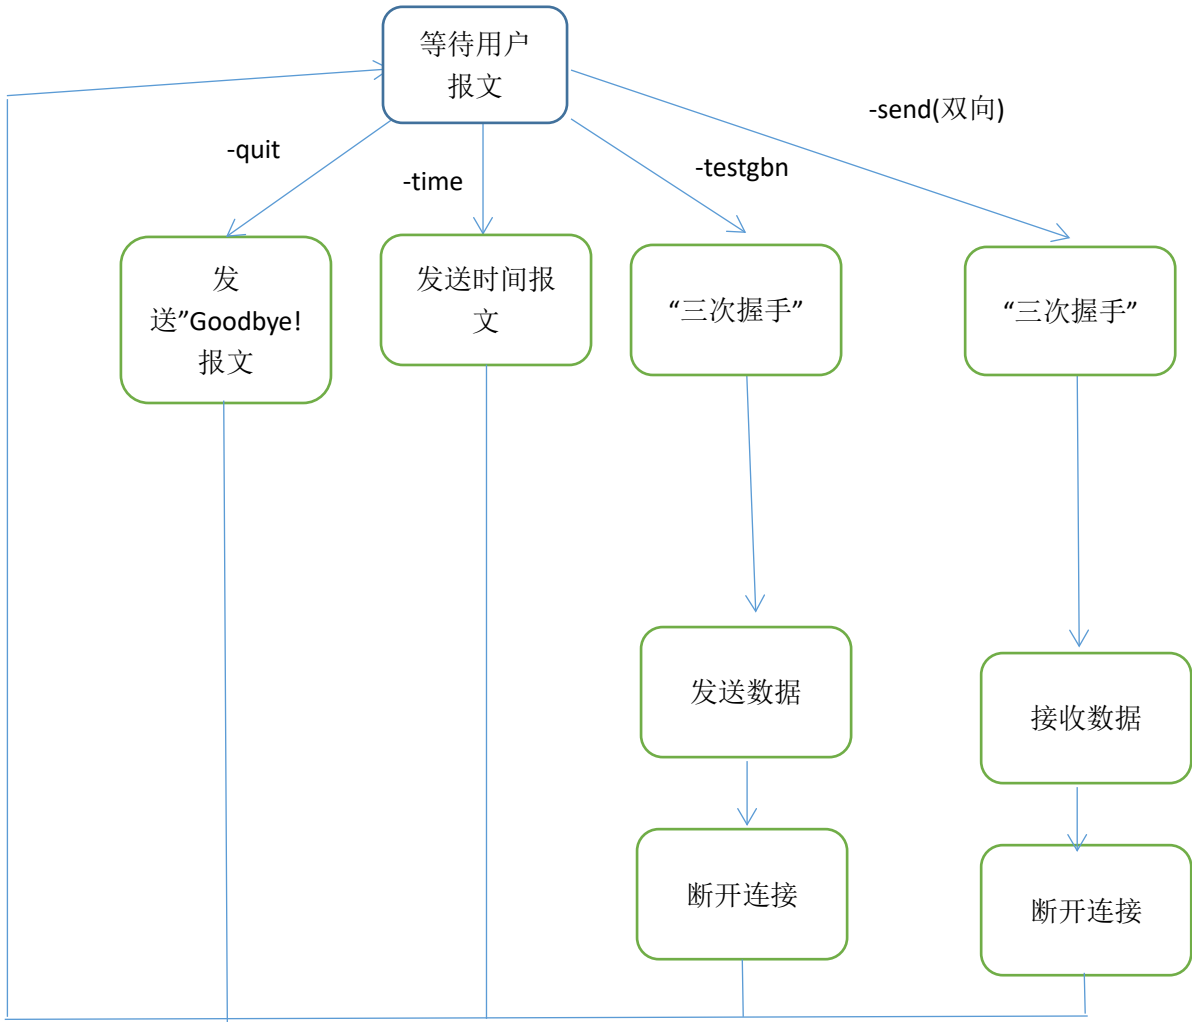 等待用户
报文
-send(双向)
-quit
-time
-testgbn
发
送”Goodbye!
报文
发送时间报
文
“三次握手”
“三次握手”
发送数据
接收数据
断开连接
断开连接